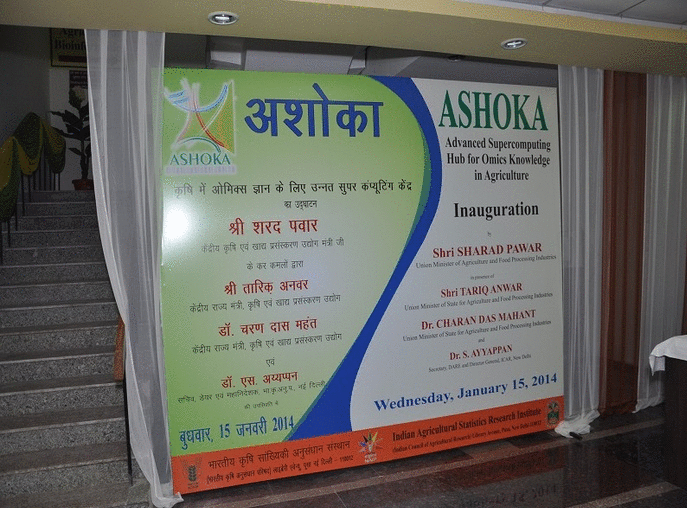 Agri
Bioinf
ASHOKA
अशोका
कृषि में ओमिक्स ज्ञान के लिए उन्नत सुपर कंप्यूटिंग केंद्र
का उद्घाटन
श्री शरद पवार
केंद्रीय कृषि एवं खाद्य प्रसंस्करण उद्योग मंत्री जी
के कर कमलों द्वारा
श्री तारिक़ अनवर
केंद्रीय राज्य मंत्री, कृषि एवं खाद्य प्रसंस्करण उद्योग
डॉ. चरण दास महंत
केंद्रीय राज्य मंत्री, कृषि एवं खाद्य प्रसंस्करण उद्योग
एवं
डॉ. एस. अय्यप्पन
सचिव, डेयर एवं महानिदेशक, भा.कृ.अनु.प., नई दिल्ली
की उपस्थिति में
बुधवार, 15 जनवरी 2014
ASHOKA
Advanced Supercomputing
Hub for Omics Knowledge
in Agriculture
Inauguration
by
Shri SHARAD PAWAR
Union Minister of Agriculture and Food Processing Industries
in presence of
Shri TARIQ ANWAR
Union Minister of State for Agriculture and Food Processing Industries
Dr. CHARAN DAS MAHANT
Union Minister of State for Agriculture and Food Processing Industries
and
Dr. S. AYYAPPAN
Secretary, DARE and Director General, ICAR, New Delhi
Wednesday, January 15, 2014
भारतीय कृषि सांख्यिकी अनुसंधान संस्थान
(भारतीय कृषि अनुसंधान परिषद) लाइब्रेरी एवेन्यू, पूसा नई दिल्ली - 110012
Indian Agricultural Statistics Research Institute
(Indian Council of Agricultural Research) Library Avenue, Pusa, New Delhi -110012